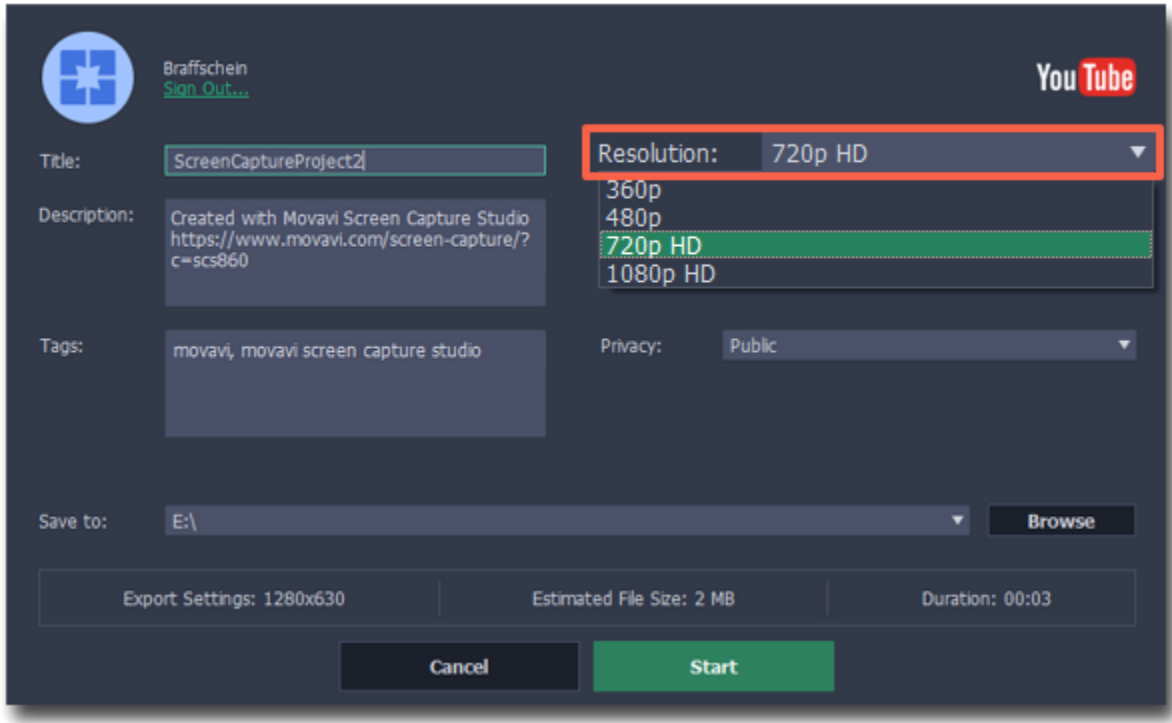 Braffschein
Sign Out...
YouTube
Title:
ScreenCaptureProject2
Resolution:
720p HD
360p
480p
720p HD
1080p HD
Description:
Created with Movavi Screen Capture Studio
https://www.movavi.com/screen-capture/?
c=scs860
Tags:
movavi, movavi screen capture studio
Privacy:
Public
Save to:
E:\
Browse
Export Settings: 1280x630
Estimated File Size: 2 MB
Duration: 00:03
Cancel
Start